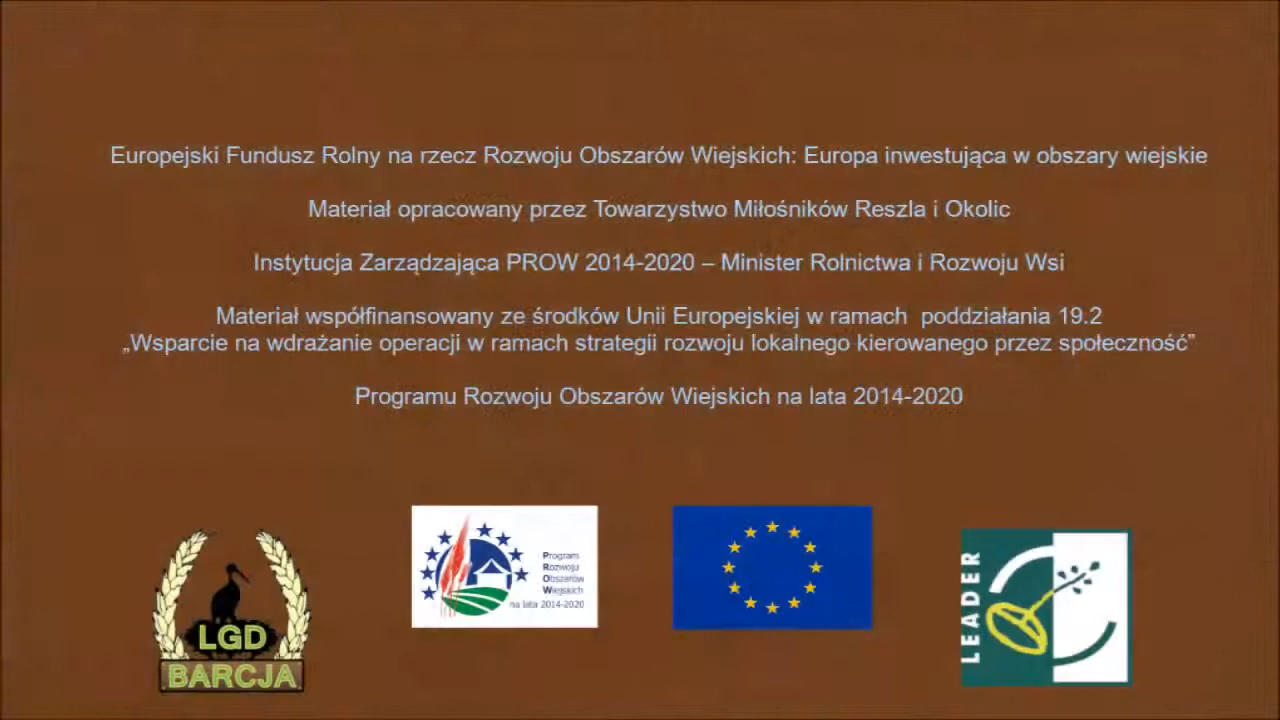 Europejski Fundusz Rolny na rzecz Rozwoju Obszarów Wiejskich: Europa inwestująca w obszary wiejskie
Materiał opracowany przez Towarzystwo Miłośników Reszla i Okolic
Instytucja Zarządzająca PROW 2014-2020 – Minister Rolnictwa i Rozwoju Wsi
Materiał współfinansowany ze środków Unii Europejskiej w ramach  poddziałania 19.2
„Wsparcie na wdrażanie operacji w ramach strategii rozwoju lokalnego kierowanego przez społeczność”
Programu Rozwoju Obszarów Wiejskich na lata 2014-2020
LGD
BARCJA
Program
Rozwoju
Obszarów
Wiejskich
na lata 2014-2020
LEADER